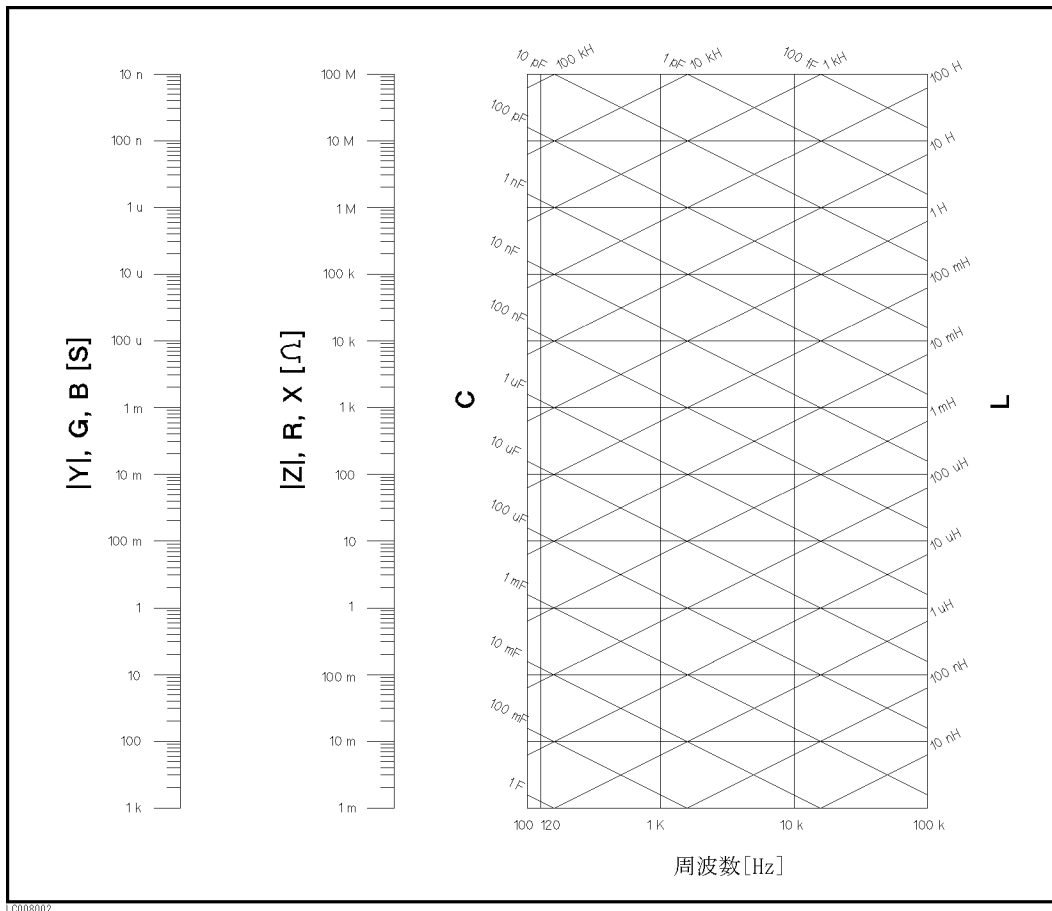 10 pF 100 kH
1 pF 10 kH
100 fF 1 kH
10 n
100 n
1 u
10 u
100 u
1 m
10 m
100 m
1
10
100
1 k
|Y|, G, B [S]
100 M
10 M
1 M
100 k
10 k
1 k
100
10
1
100 m
10 m
1 m
|Z|, R, X [Ω]
C
100 pF
1 nF
10 nF
100 nF
1 uF
10 uF
100 uF
1 mF
10 mF
100 mF
1 F
100 H
10 H
1 H
100 mH
10 mH
1 mH
100 uH
10 uH
1 uH
100 nH
10 nH
L
100 120 1 K 10 k 100 k
周波数[Hz]
LC008002